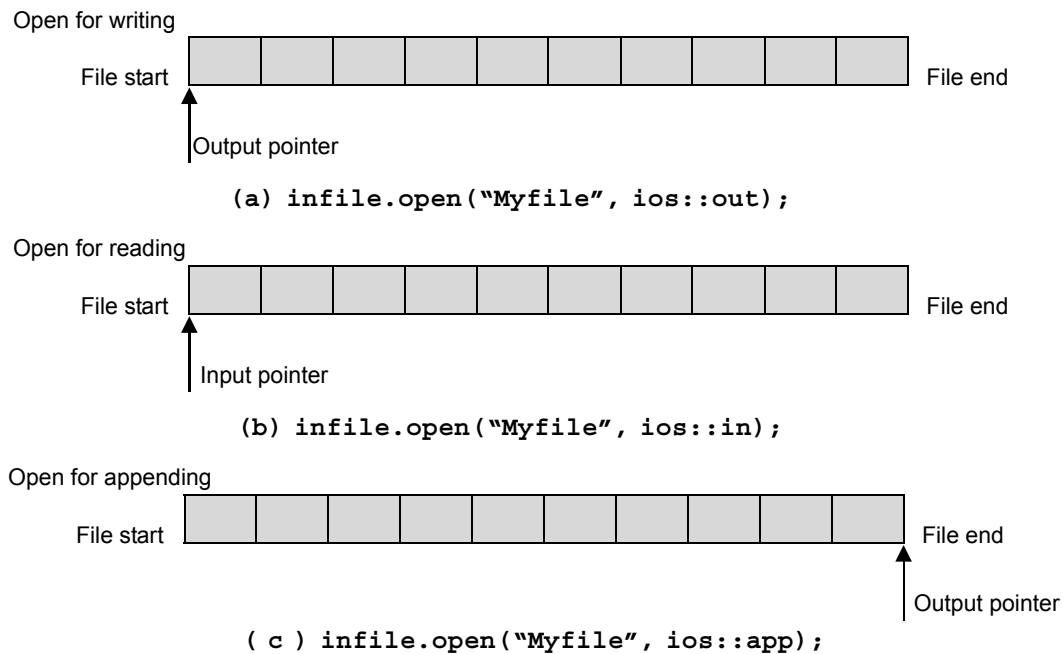 Open for writing
File start File end
Output pointer
(a) infile.open(“Myfile”, ios::out);
Open for reading
File start File end
Input pointer
(b) infile.open(“Myfile”, ios::in);
Open for appending
File start File end
Output pointer
( c ) infile.open(“Myfile”, ios::app);